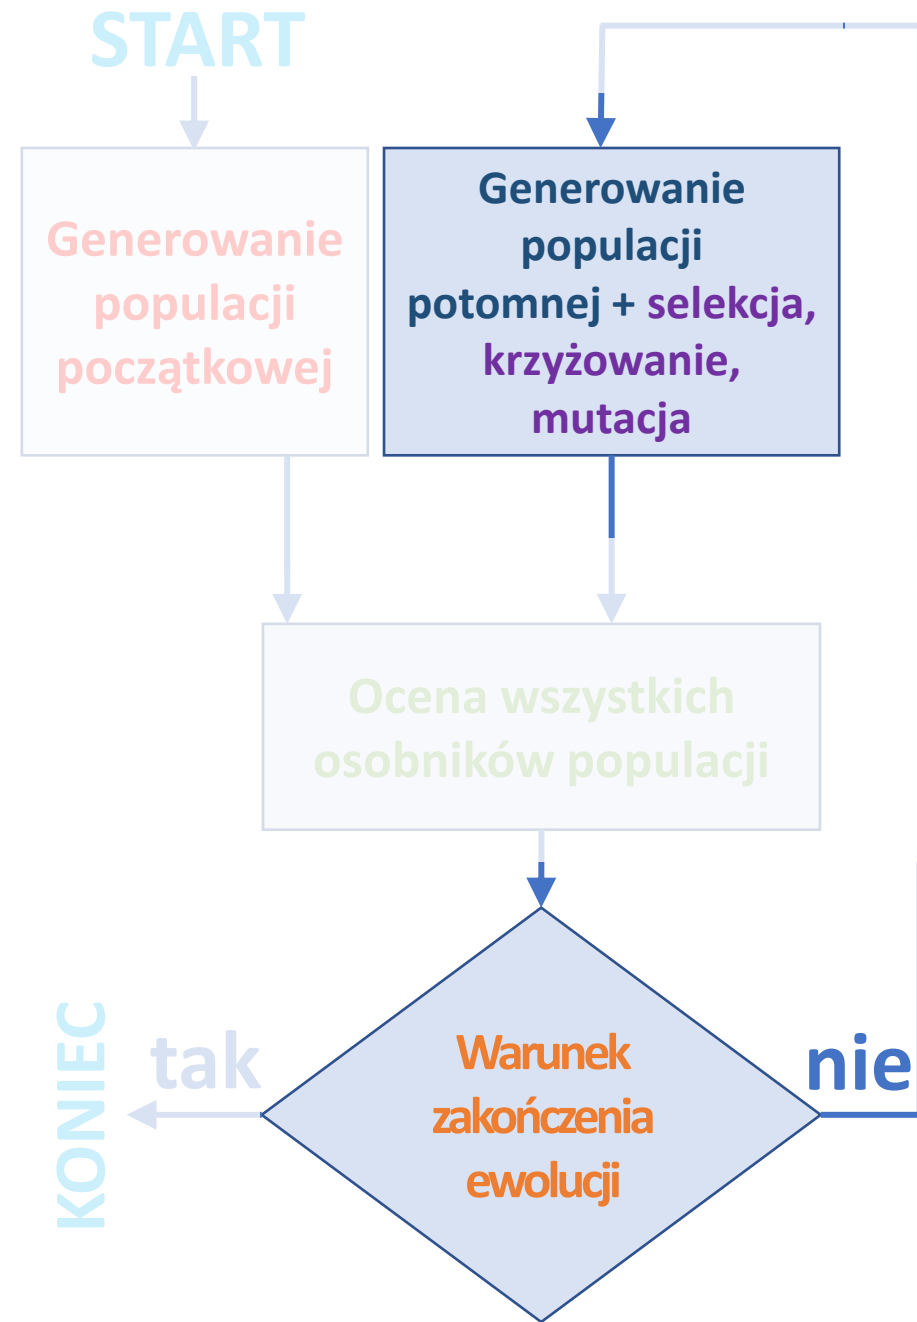 START
Generowanie
populacji
początkowej
Generowanie
populacji
potomnej + selekcja,
krzyżowanie,
mutacja
Ocena wszystkich
osobników populacji
Warunek
zakończenia
ewolucji
tak
nie
KONIEC